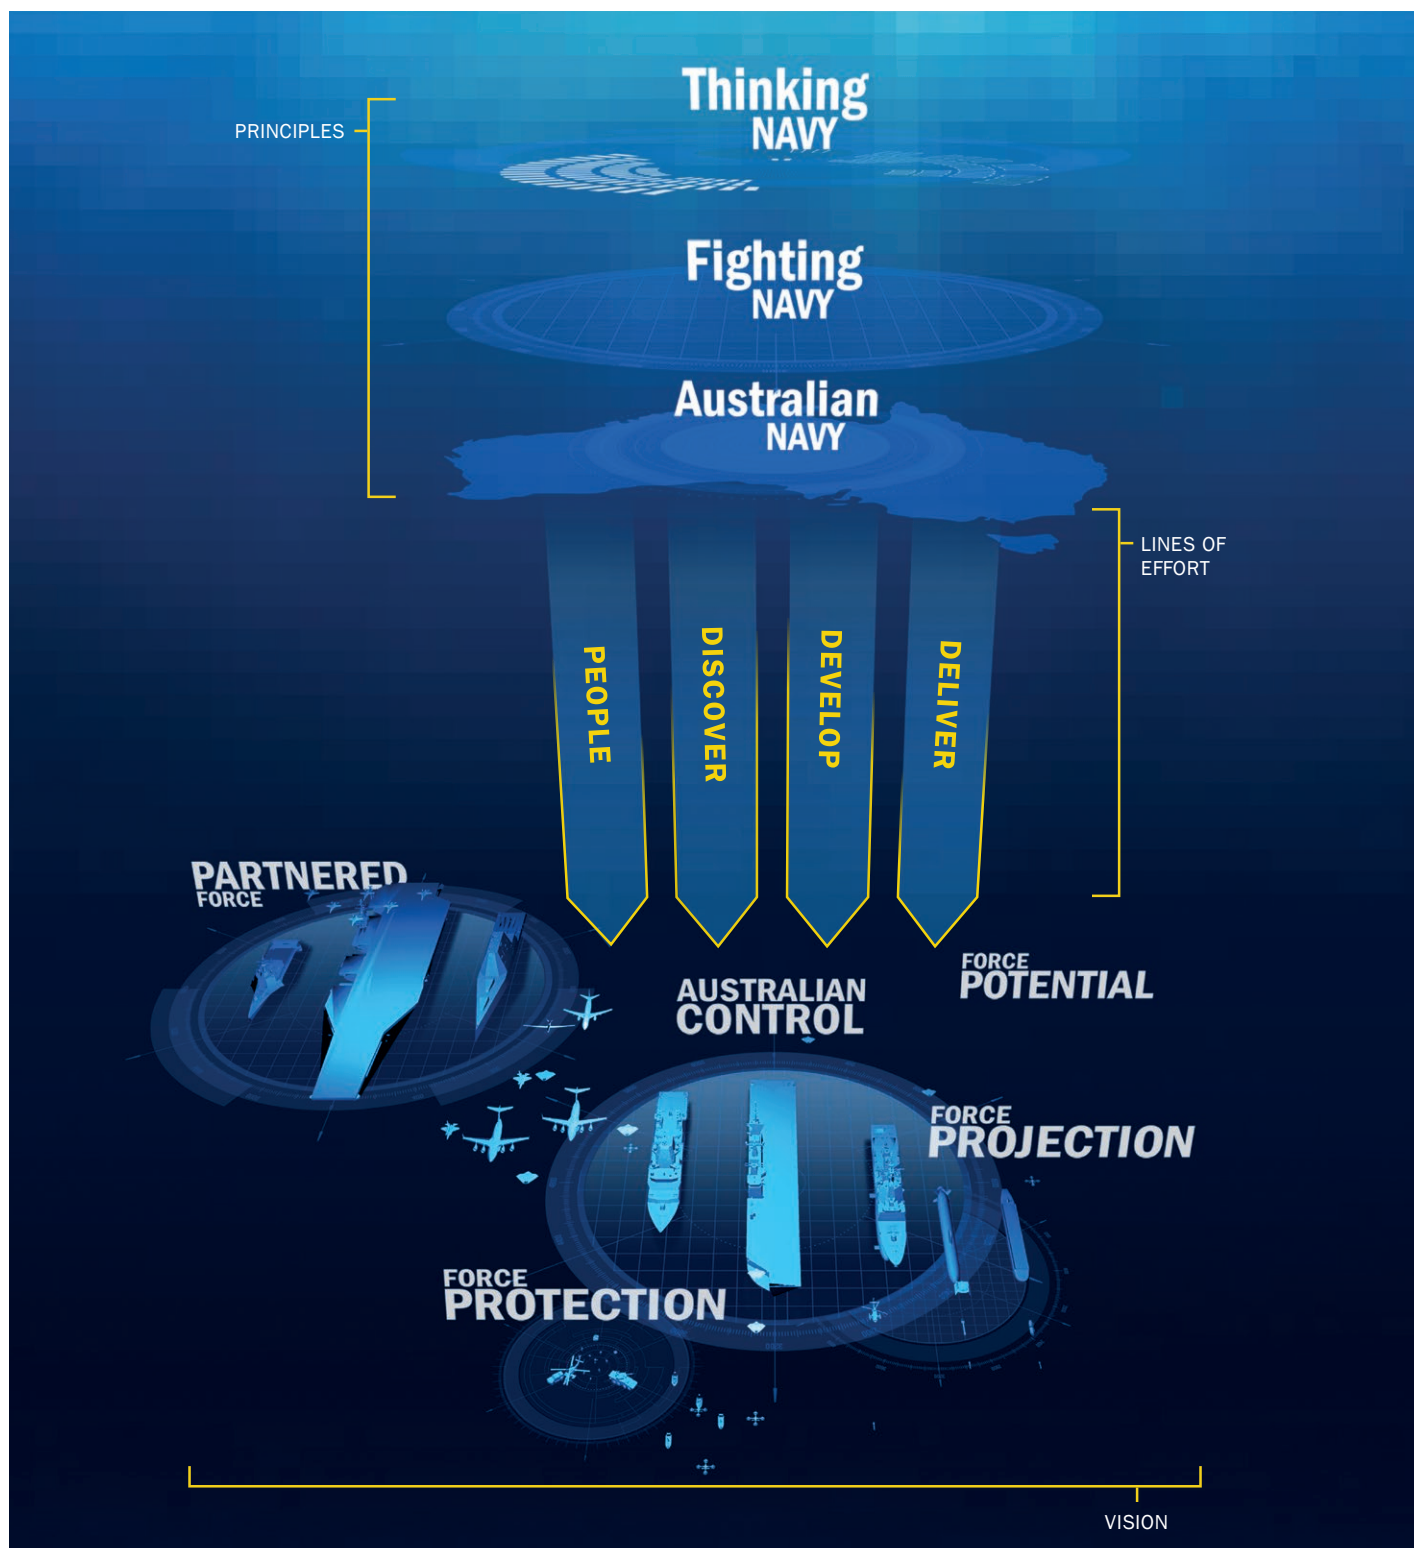 Thinking
NAVY
PRINCIPLES
Fighting
NAVY
Australian
NAVY
LINES OF
EFFORT
PEOPLE
DISCOVER
DEVELOP
DELIVER
PARTNERED
FORCE
FORCE
POTENTIAL
AUSTRALIAN
CONTROL
FORCE
PROJECTION
FORCE
PROTECTION
VISION